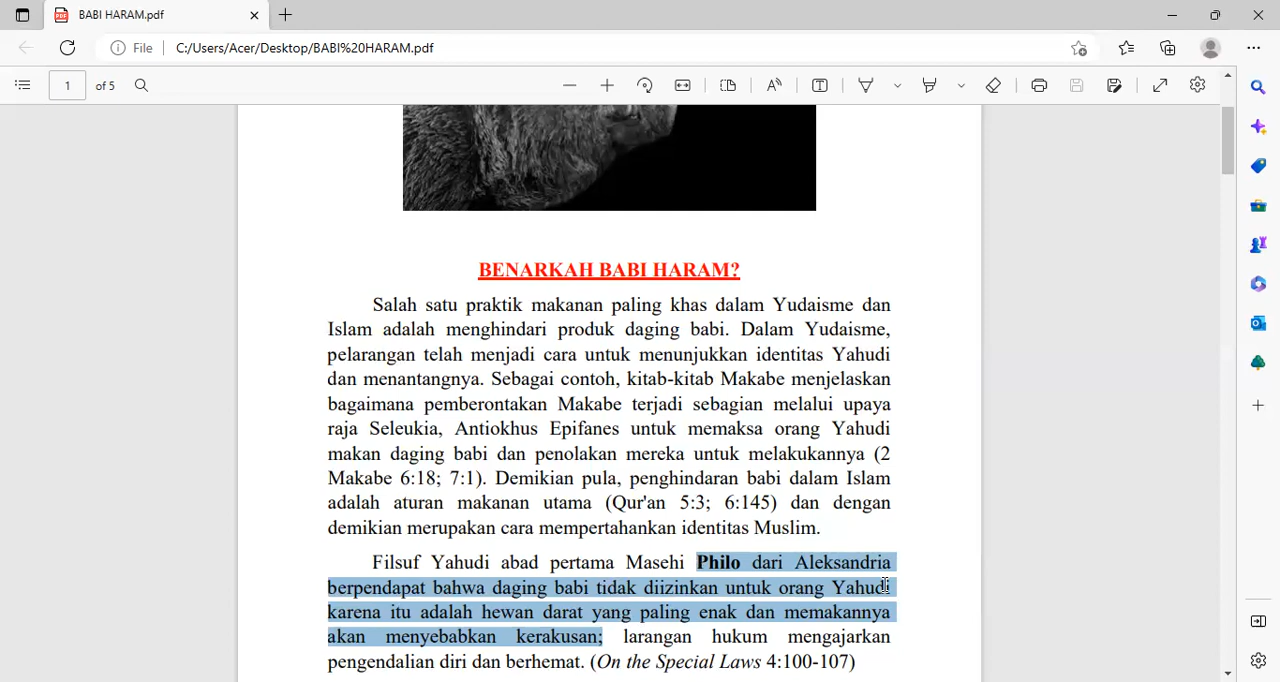 BABI HARAM.pdf
File
C:/Users/Acer/Desktop/BABI%20HARAM.pdf
1 of 5
BENARKAH BABI HARAM?
Salah satu praktik makanan paling khas dalam Yudaisme dan
Islam adalah menghindari produk daging babi. Dalam Yudaisme,
pelarangan telah menjadi cara untuk menunjukkan identitas Yahudi
dan menantangnya. Sebagai contoh, kitab-kitab Makabe menjelaskan
bagaimana pemberontakan Makabe terjadi sebagian melalui upaya
raja Seleukia, Antiokhus Epifanes untuk memaksa orang Yahudi
makan daging babi dan penolakan mereka untuk melakukannya (2
Makabe 6:18; 7:1). Demikian pula, penghindaran babi dalam Islam
adalah aturan makanan utama (Qur'an 5:3; 6:145) dan dengan
demikian merupakan cara mempertahankan identitas Muslim.
Filsuf Yahudi abad pertama Masehi Philo dari Aleksandria
berpendapat bahwa daging babi tidak diizinkan untuk orang Yahudi
karena itu adalah hewan darat yang paling enak dan memakannya
akan menyebabkan kerakusan; larangan hukum mengajarkan
pengendalian diri dan berhemat. (On the Special Laws 4:100-107)